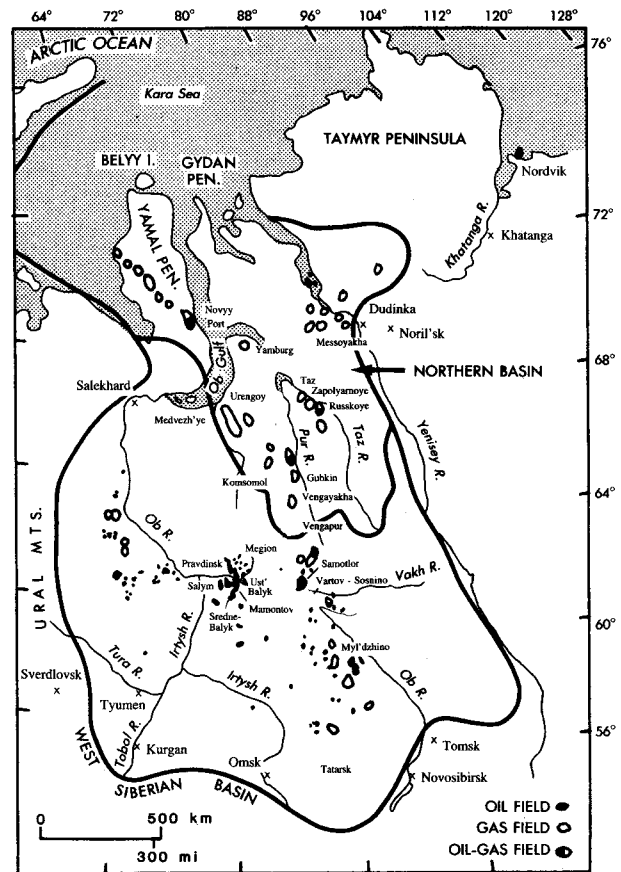 64° 72° 80° 88° 96° 104° 112° 120° 128°
ARCTIC OCEAN
76°
Kara Sea
TAYMYR PENINSULA
BELYY I.
GYDAN
PEN.
Nordvik
YAMAL PEN.
72°
Khatanga R.
Khatanga
Novyy
Port
Dudinka
Noril'sk
Messoyakha
Yamburg
Ob Gulf
68°
NORTHERN BASIN
Salekhard
Taz
Zapolyarnoye
Russkoye
Urengoy
Medvezh'ye
Pur R.
Taz R.
Yenisey R.
Gubkin
Komsomol
Vengayakha
64°
Vengapur
Ob R.
URAL MTS.
Megion
Pravdinsk
Samotlor
Salym
Ust'
Balyk
Vartov - Sosnino
Vakh R.
Mamontov
Sredne-
Balyk
60°
Irtysh R.
Myl'dzhino
Tura R.
Sverdlovsk
Irtysh R.
Ob R.
Tyumen
56°
Tobol R.
Kurgan
Tomsk
Omsk
Tatarsk
Novosibirsk
WEST SIBERIAN BASIN
OIL FIELD
0 500 km
GAS FIELD
300 mi
OIL-GAS FIELD